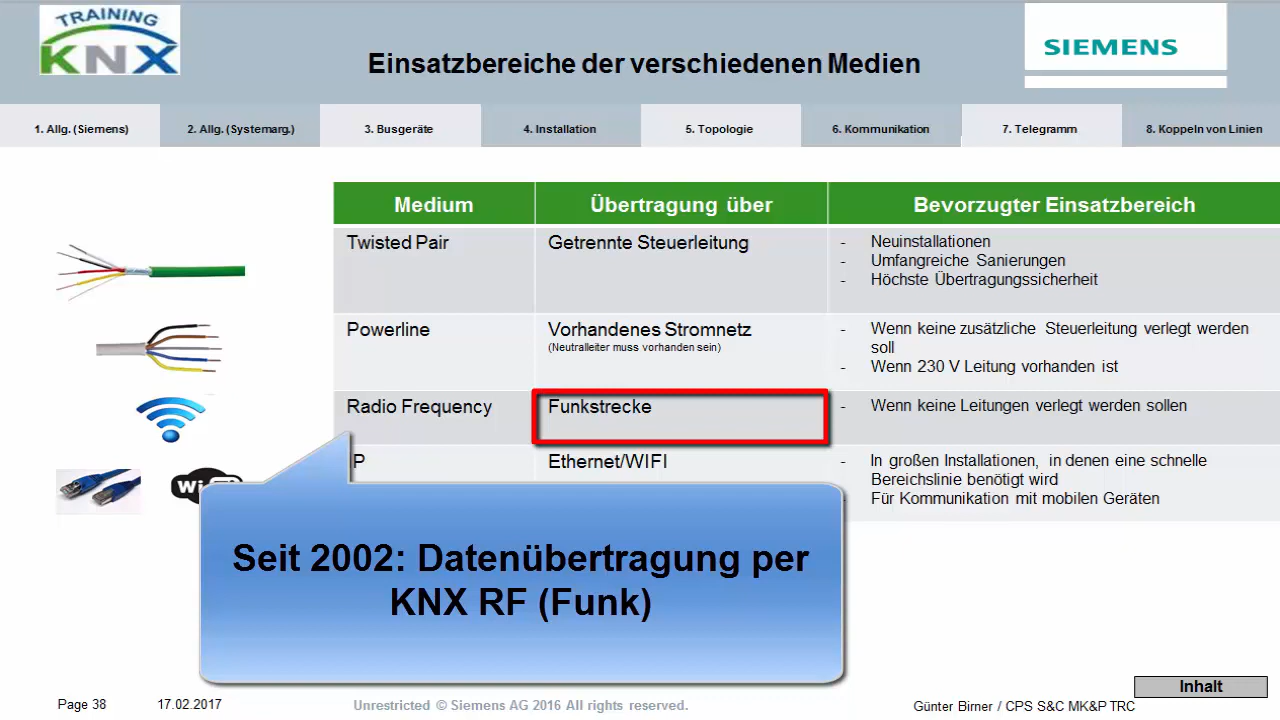 TRAINING
KNX
Einsatzbereiche der verschiedenen Medien
SIEMENS
1. Allg. (Siemens)
2. Allg. (Systemarg.)
3. Busgeräte
4. Installation
5. Topologie
6. Kommunikation
7. Telegramm
8. Koppeln von Linien
Medium
Übertragung über
Bevorzugter Einsatzbereich
Twisted Pair
Getrennte Steuerleitung
- Neuinstallationen
- Umfangreiche Sanierungen
- Höchste Übertragungssicherheit
Powerline
Vorhandenes Stromnetz
(Neutralleiter muss vorhanden sein)
- Wenn keine zusätzliche Steuerleitung verlegt werden
soll
- Wenn 230 V Leitung vorhanden ist
Radio Frequency
Funkstrecke
- Wenn keine Leitungen verlegt werden sollen
IP
Ethernet/WIFI
- In großen Installationen, in denen eine schnelle
Bereichslinie benötigt wird
- Für Kommunikation mit mobilen Geräten
Seit 2002: Datenübertragung per
KNX RF (Funk)
Inhalt
Page 38
17.02.2017
Unrestricted © Siemens AG 2016 All rights reserved.
Günter Birner / CPS S&C MK&P TRC